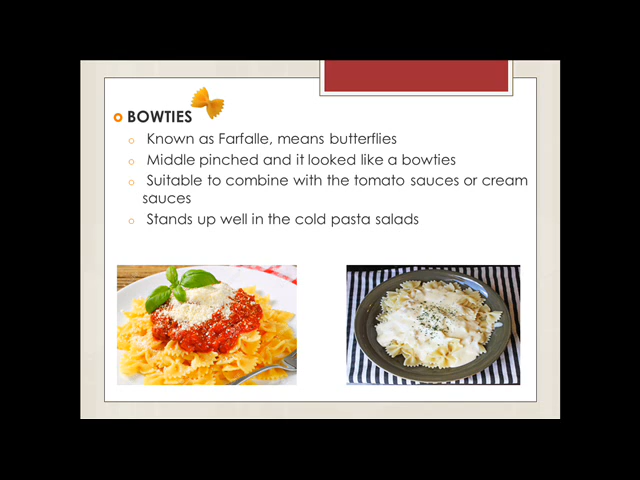 BOWTIES
Known as Farfalle, means butterflies
Middle pinched and it looked like a bowties
Suitable to combine with the tomato sauces or cream
sauces
Stands up well in the cold pasta salads